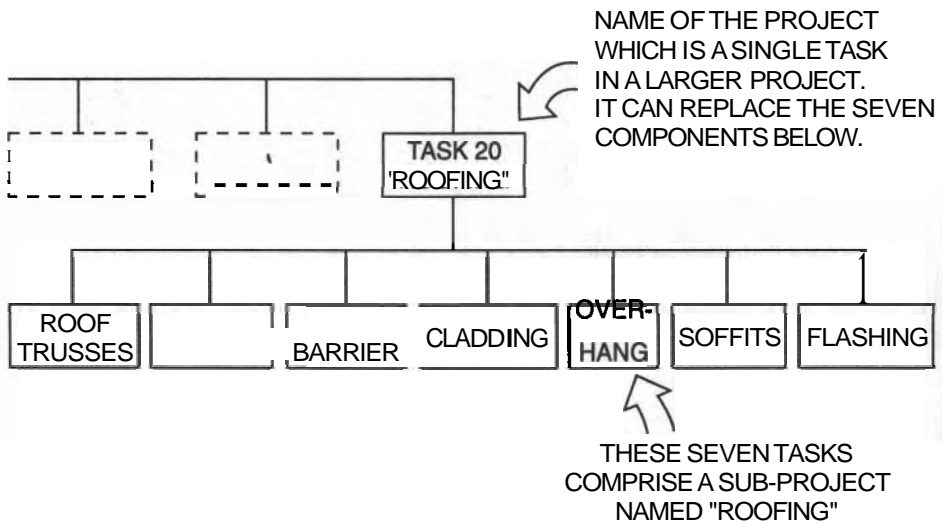 NAME OF THE PROJECT
WHICH IS A SINGLE TASK
IN A LARGER PROJECT.
IT CAN REPLACE THE SEVEN
COMPONENTS BELOW.
TASK 20
'ROOFING"
ROOF
TRUSSES
BARRIER
CLADDING
OVER-
HANG
SOFFITS
FLASHING
THESE SEVEN TASKS
COMPRISE A SUB-PROJECT
NAMED "ROOFING"